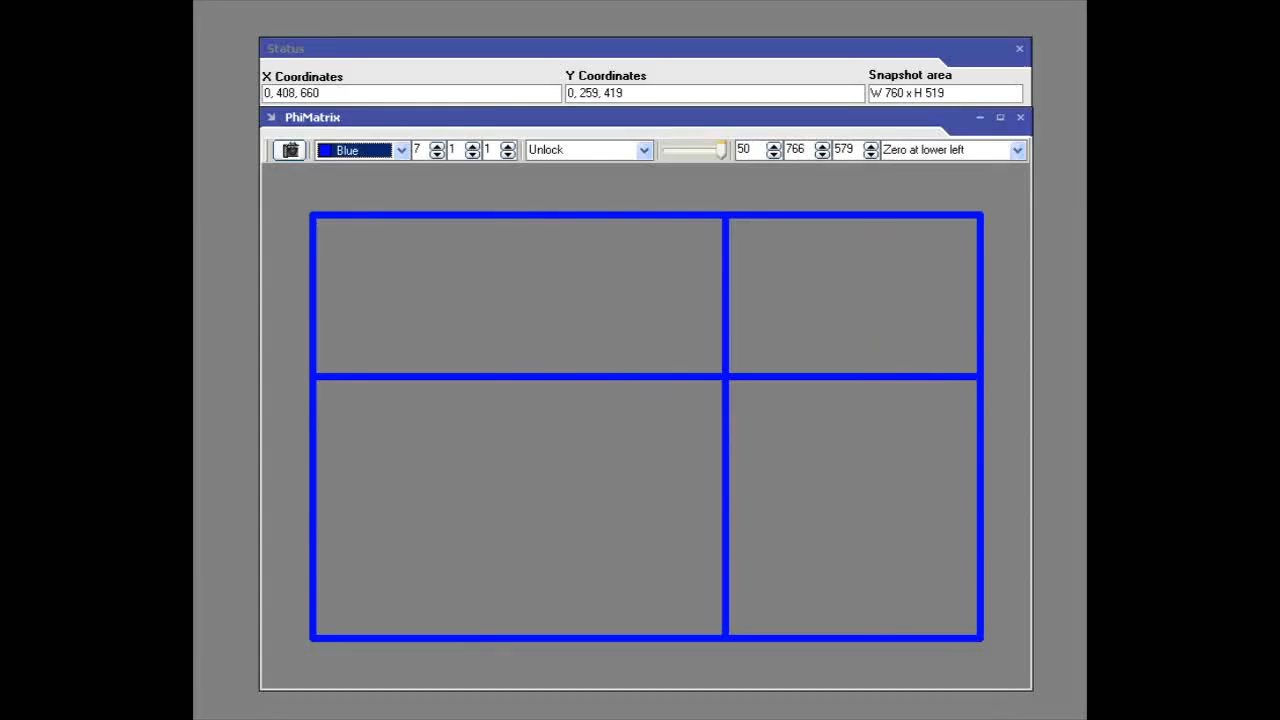 Status
X Coordinates Y Coordinates Snapshot area
0, 408, 660 0, 259, 419 W 760 x H 519
PhiMatrix
Blue 7 1 1 Unlock 50 766 579 Zero at lower left